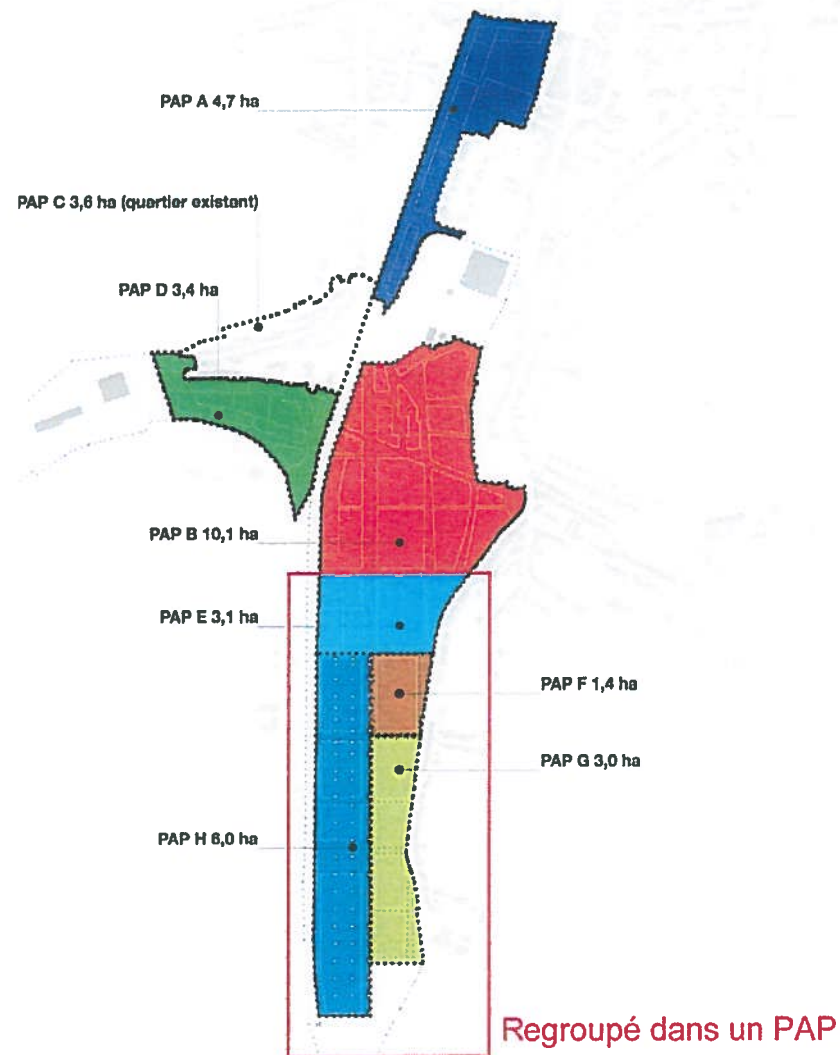 PAP A 4,7 ha
PAP C 3,6 ha (quartier existant)
PAP D 3,4 ha
PAP B 10,1 ha
PAP E 3,1 ha
PAP F 1,4 ha
PAP G 3,0 ha
PAP H 6,0 ha
Regroupé dans un PAP